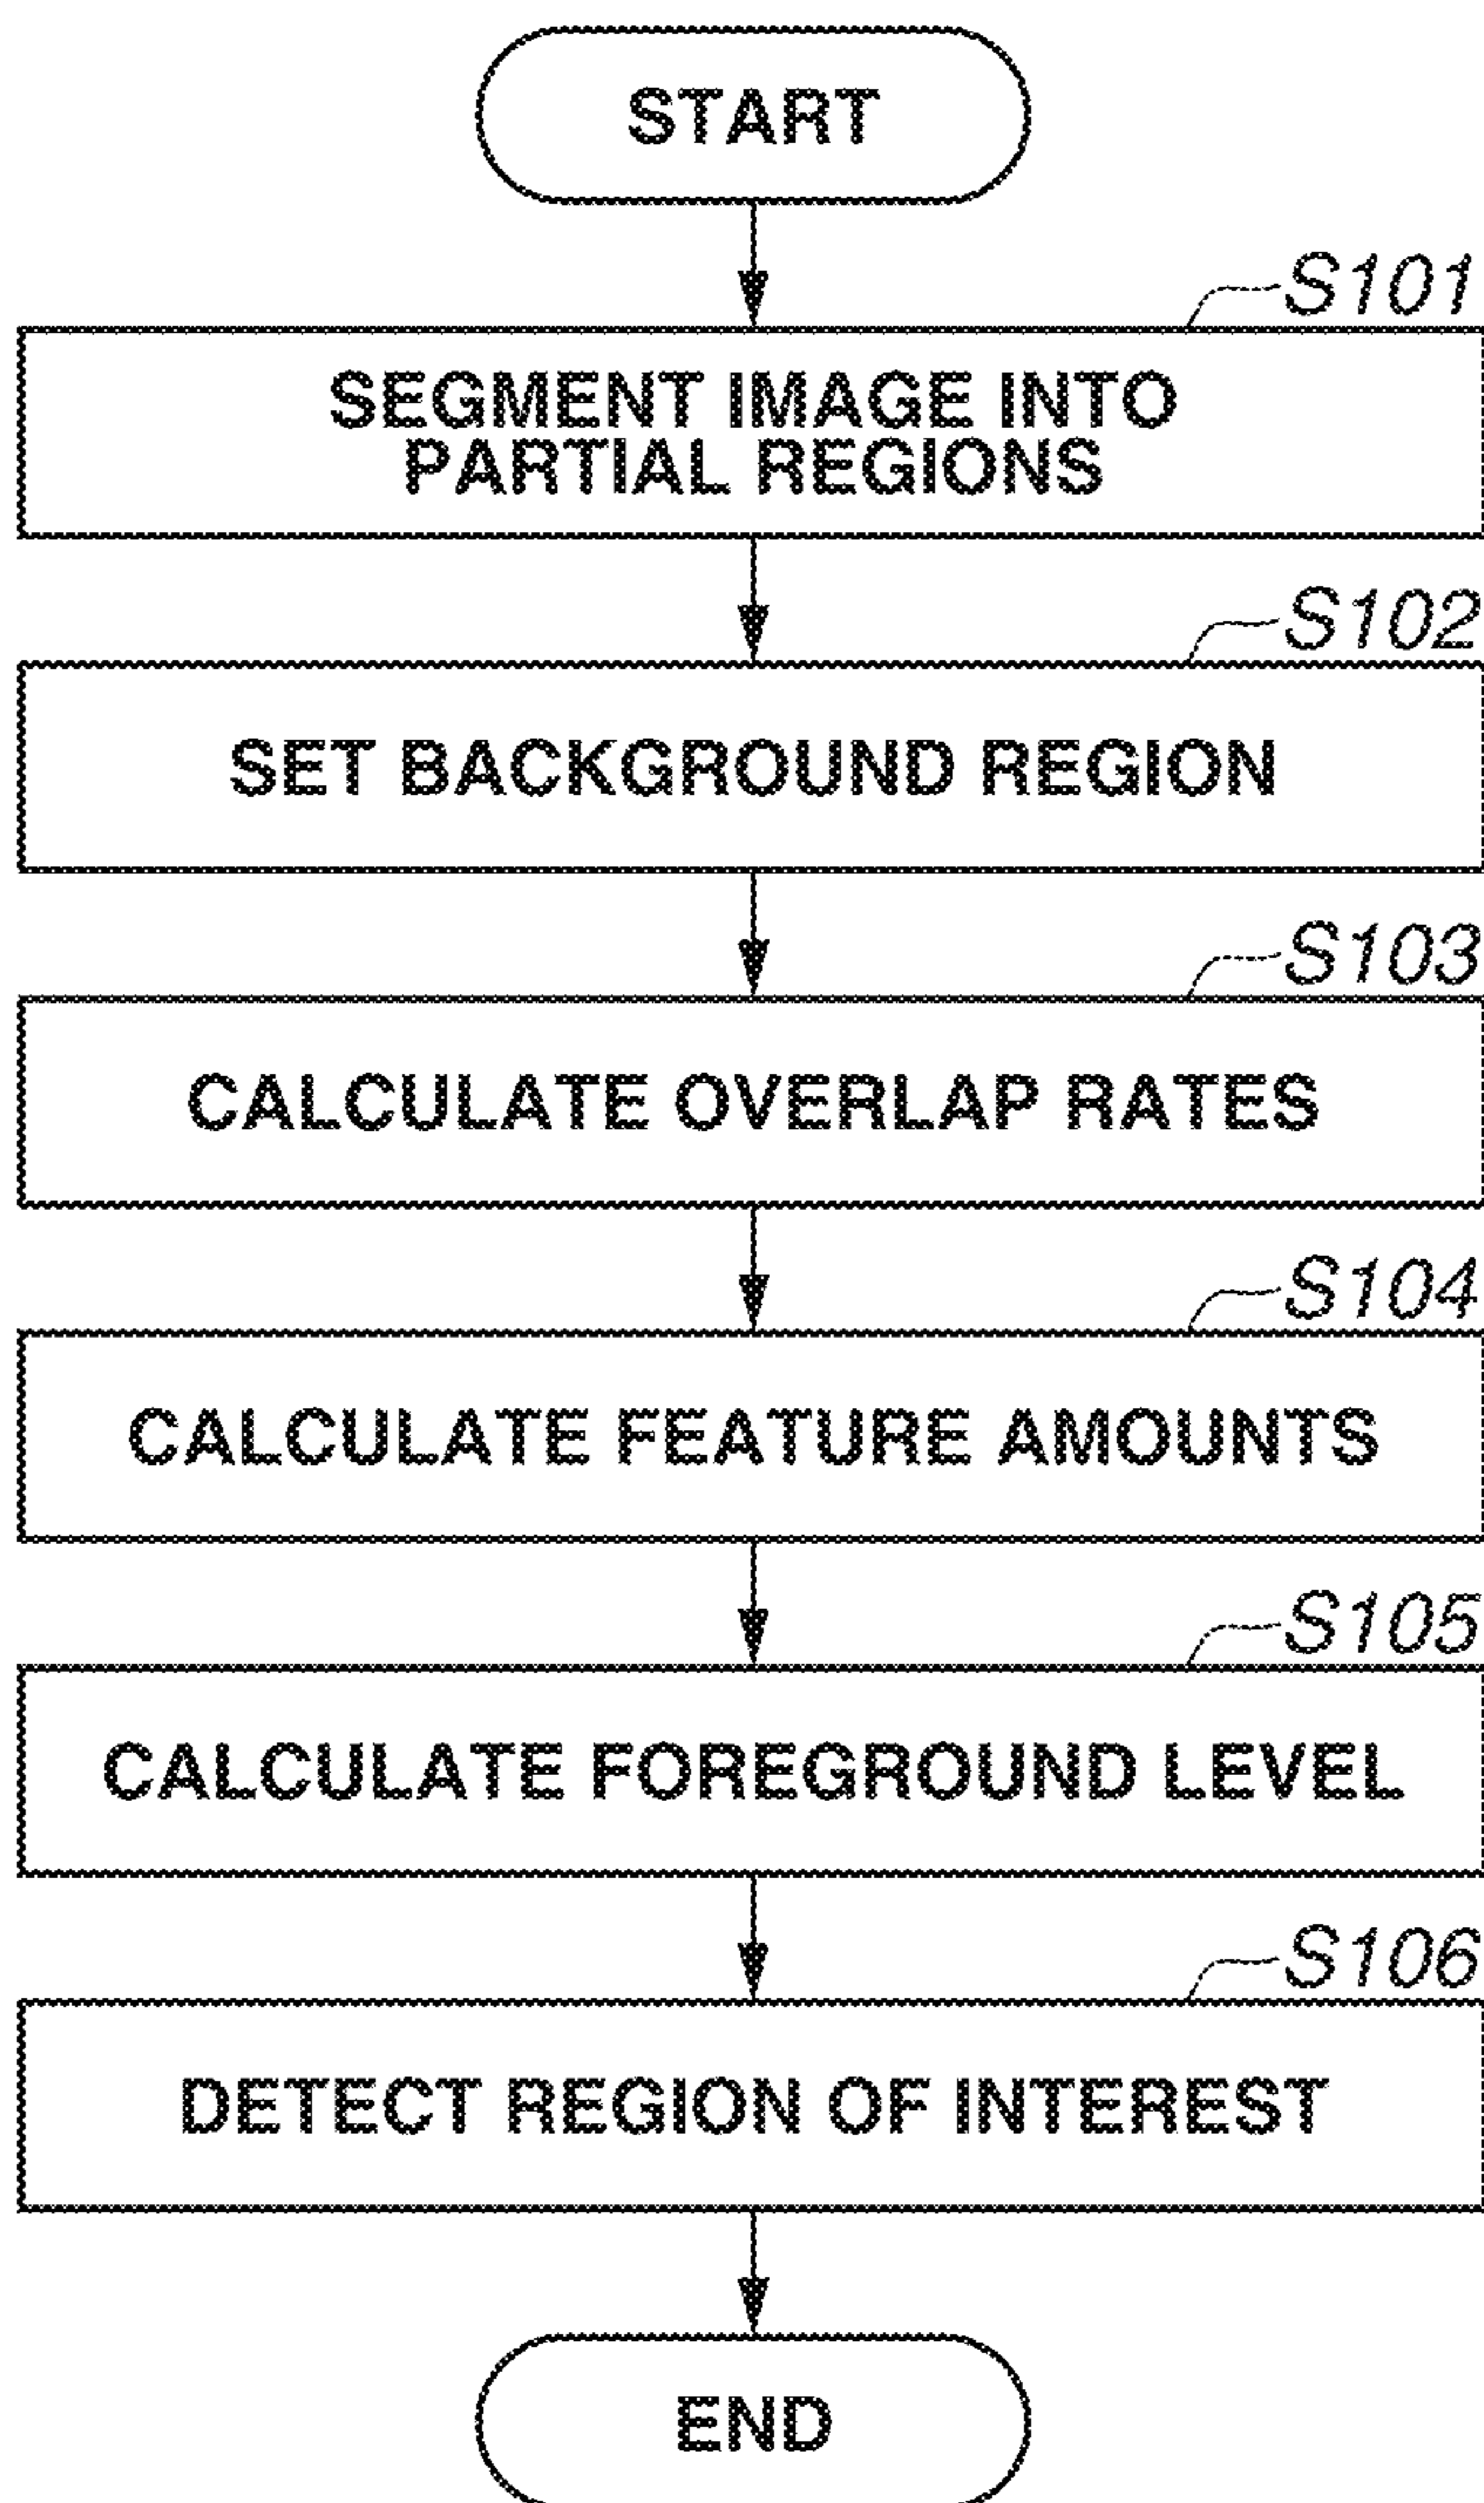 START
S101
SEGMENT IMAGE INTO
PARTIAL REGIONS
S102
SET BACKGROUND REGION
S103
CALCULATE OVERLAP RATES
S104
CALCULATE FEATURE AMOUNTS
S105
CALCULATE FOREGROUND LEVEL
S106
DETECT REGION OF INTEREST
END